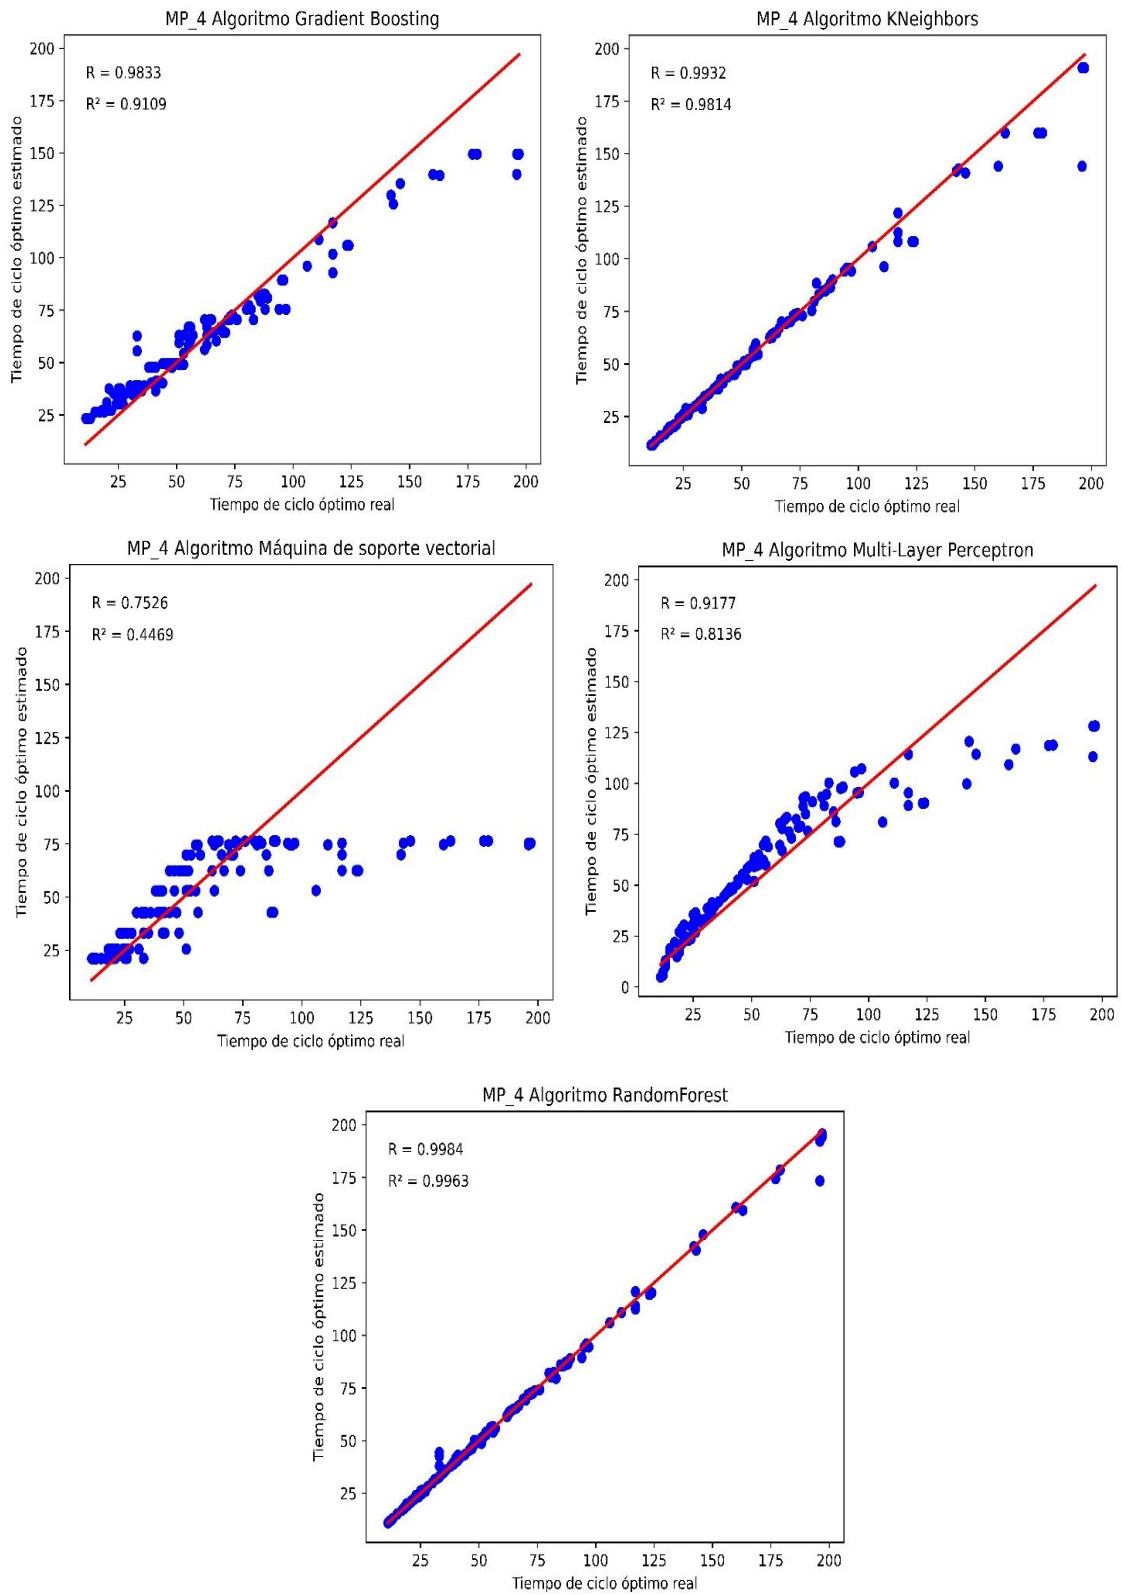 MP_4 Algoritmo Gradient Boosting
200
175
150
125
100
75
50
25
R = 0.9833
R² = 0.9109
Tiempo de ciclo óptimo estimado
25 50 75 100 125 150 175 200
Tiempo de ciclo óptimo real
MP_4 Algoritmo KNeighbors
200
175
150
125
100
75
50
25
R = 0.9932
R² = 0.9814
Tiempo de ciclo óptimo estimado
25 50 75 100 125 150 175 200
Tiempo de ciclo óptimo real
MP_4 Algoritmo Máquina de soporte vectorial
200
175
150
125
100
75
50
25
R = 0.7526
R² = 0.4469
Tiempo de ciclo óptimo estimado
25 50 75 100 125 150 175 200
Tiempo de ciclo óptimo real
MP_4 Algoritmo Multi-Layer Perceptron
200
175
150
125
100
75
50
25
0
R = 0.9177
R² = 0.8136
Tiempo de ciclo óptimo estimado
25 50 75 100 125 150 175 200
Tiempo de ciclo óptimo real
MP_4 Algoritmo RandomForest
200
175
150
125
100
75
50
25
R = 0.9984
R² = 0.9963
Tiempo de ciclo óptimo estimado
25 50 75 100 125 150 175 200
Tiempo de ciclo óptimo real